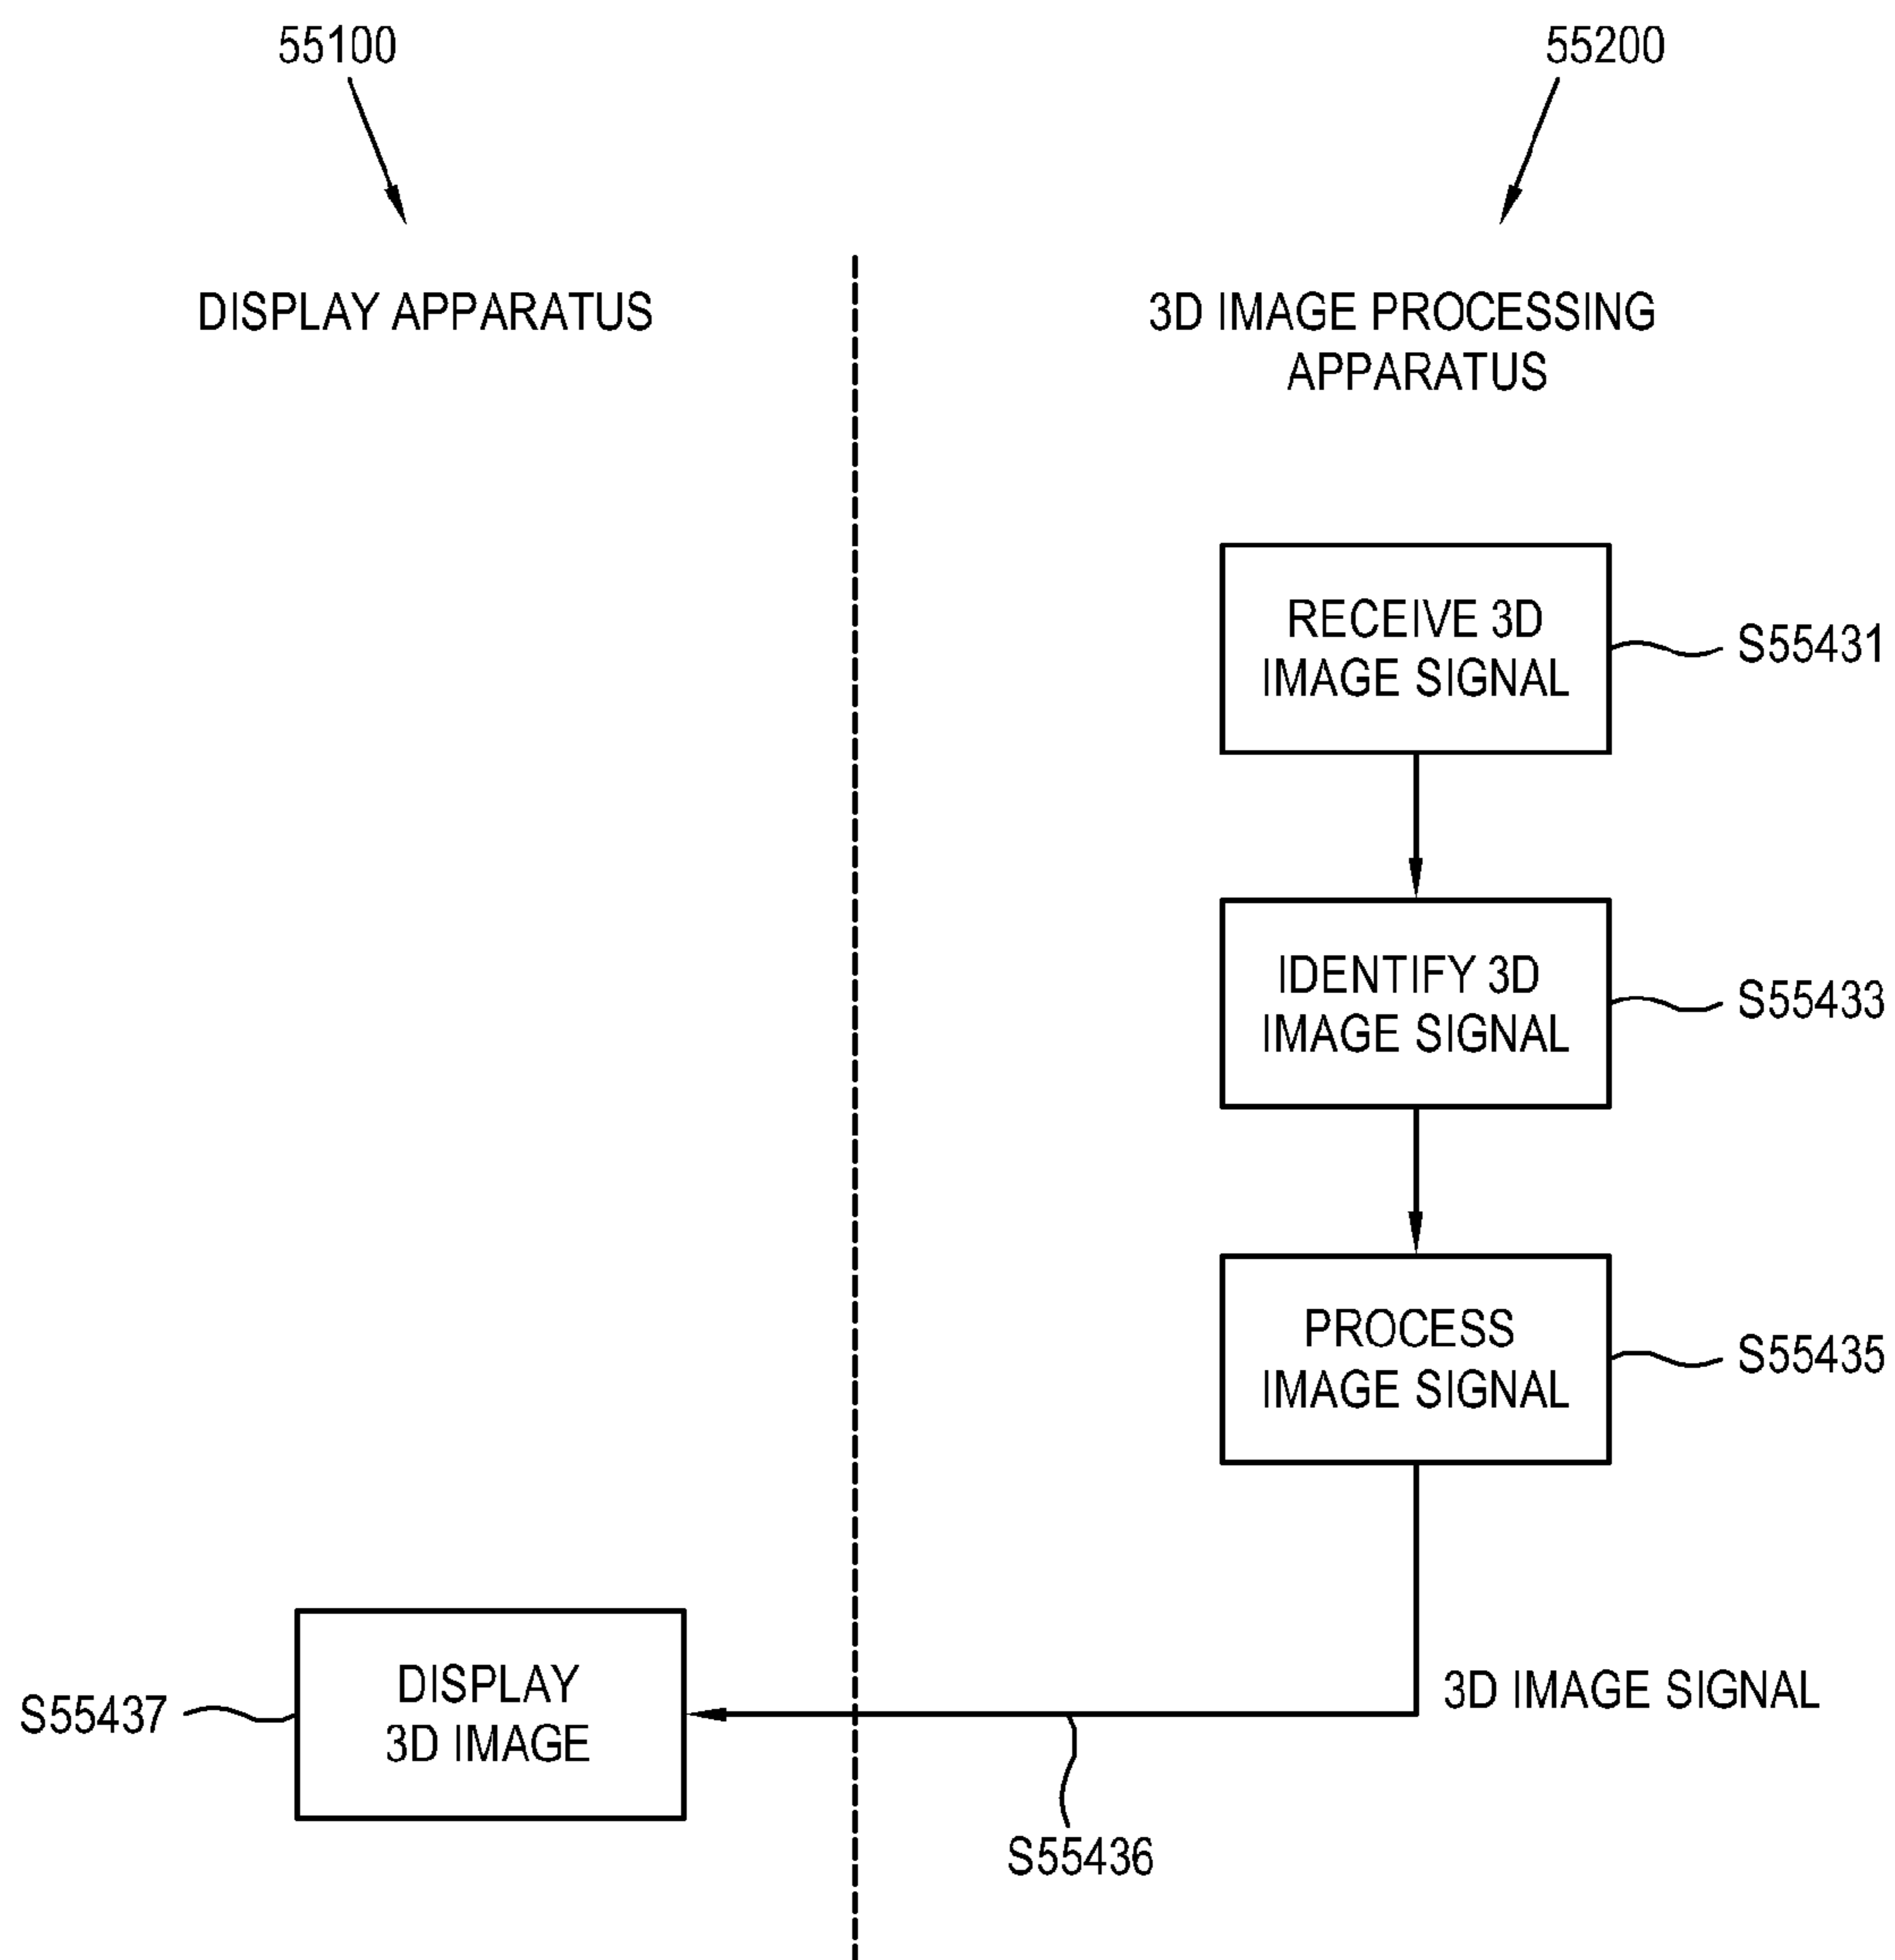 55100
55200
DISPLAY APPARATUS
3D IMAGE PROCESSING
APPARATUS
RECEIVE 3D
IMAGE SIGNAL
S55431
IDENTIFY 3D
IMAGE SIGNAL
S55433
PROCESS
IMAGE SIGNAL
S55435
3D IMAGE SIGNAL
DISPLAY
3D IMAGE
S55437
S55436